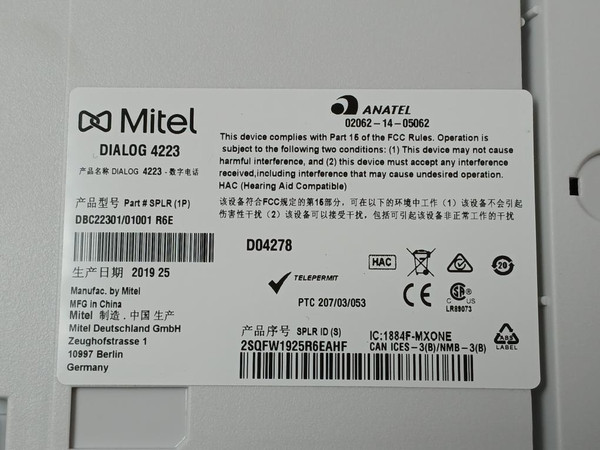 Mitel
DIALOG 4223
产品名称 DIALOG 4223 - 数字电话
产品型号 Part # SPLR (1P)
DBC22301/01001 R6E
生产日期 2019 25
Manufac. by Mitel
MFG in China
Mitel 制造 . 中国 生产
Mitel Deutschland GmbH
Zeughofstrasse 1
10997 Berlin
Germany
ANATEL
02062-14-05062
This device complies with Part 15 of the FCC Rules. Operation is
subject to the following two conditions: (1) This device may not cause
harmful interference, and (2) this device must accept any interference
received,including interference that may cause undesired operation.
HAC (Hearing Aid Compatible)
该设备符合FCC规定的第15部分, 可在以下的环境中工作 (1) 该设备不会引起
伤害性干扰 (2) 该设备可以接受干扰, 包括可引起该设备非正常工作的干扰
D04278
TELEPERMIT
PTC 207/03/053
HAC
20
CE
SA
C US
LR89073
产品序号 SPLR ID (S)
2SQFW1925R6EAHF
IC:1884F-MXONE
CAN ICES-3(B)/NMB-3(B)
ABS
LABEL